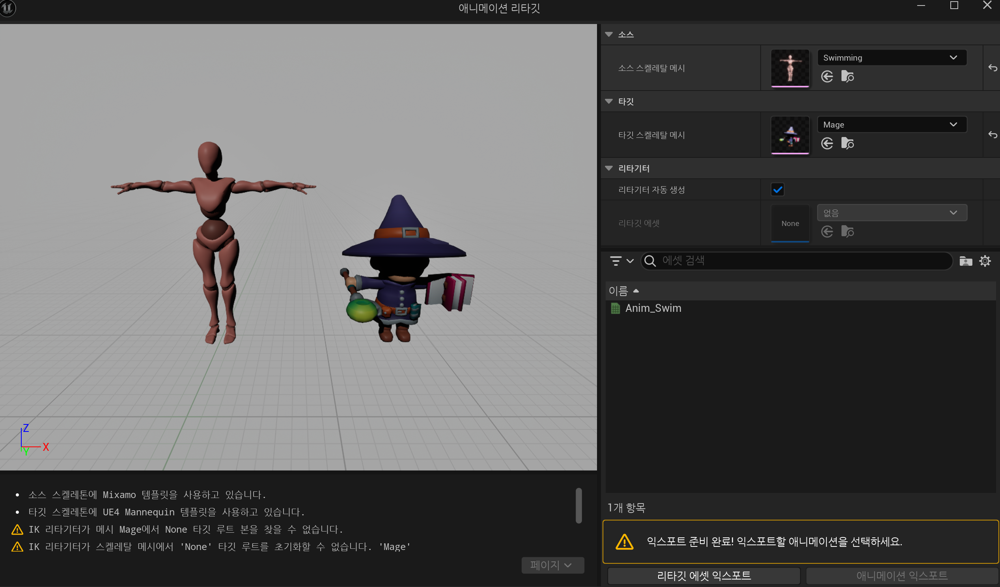 애니메이션 리타깃
소스
소스 스켈레탈 메시
Swimming
타깃
타깃 스켈레탈 메시
Mage
리타기터
리타기터 자동 생성
리타깃 에셋
None
없음
에셋 검색
이름
Anim_Swim
1개 항목
익스포트 준비 완료! 익스포트할 애니메이션을 선택하세요.
리타깃 에셋 익스포트
애니메이션 익스포트
Z
X
Y
소스 스켈레톤에 Mixamo 템플릿을 사용하고 있습니다.
타깃 스켈레톤에 UE4 Mannequin 템플릿을 사용하고 있습니다.
IK 리타기터가 메시 Mage에서 None 타깃 루트 본을 찾을 수 없습니다.
IK 리타기터가 스켈레탈 메시에서 'None' 타깃 루트를 초기화할 수 없습니다. 'Mage'
페이지